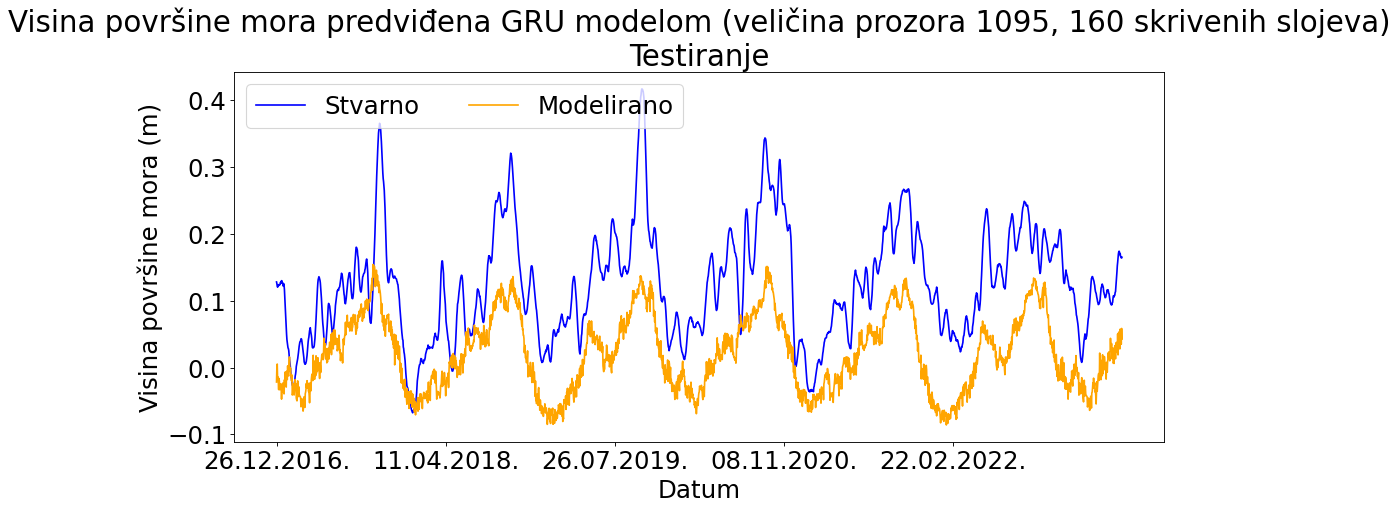 Visina površine mora predviđena GRU modelom (veličina prozora 1095, 160 skrivenih slojeva)
Testiranje
Stvarno
Modelirano
Visina površine mora (m)
0.4
0.3
0.2
0.1
0.0
−0.1
26.12.2016.
11.04.2018.
26.07.2019.
08.11.2020.
22.02.2022.
Datum